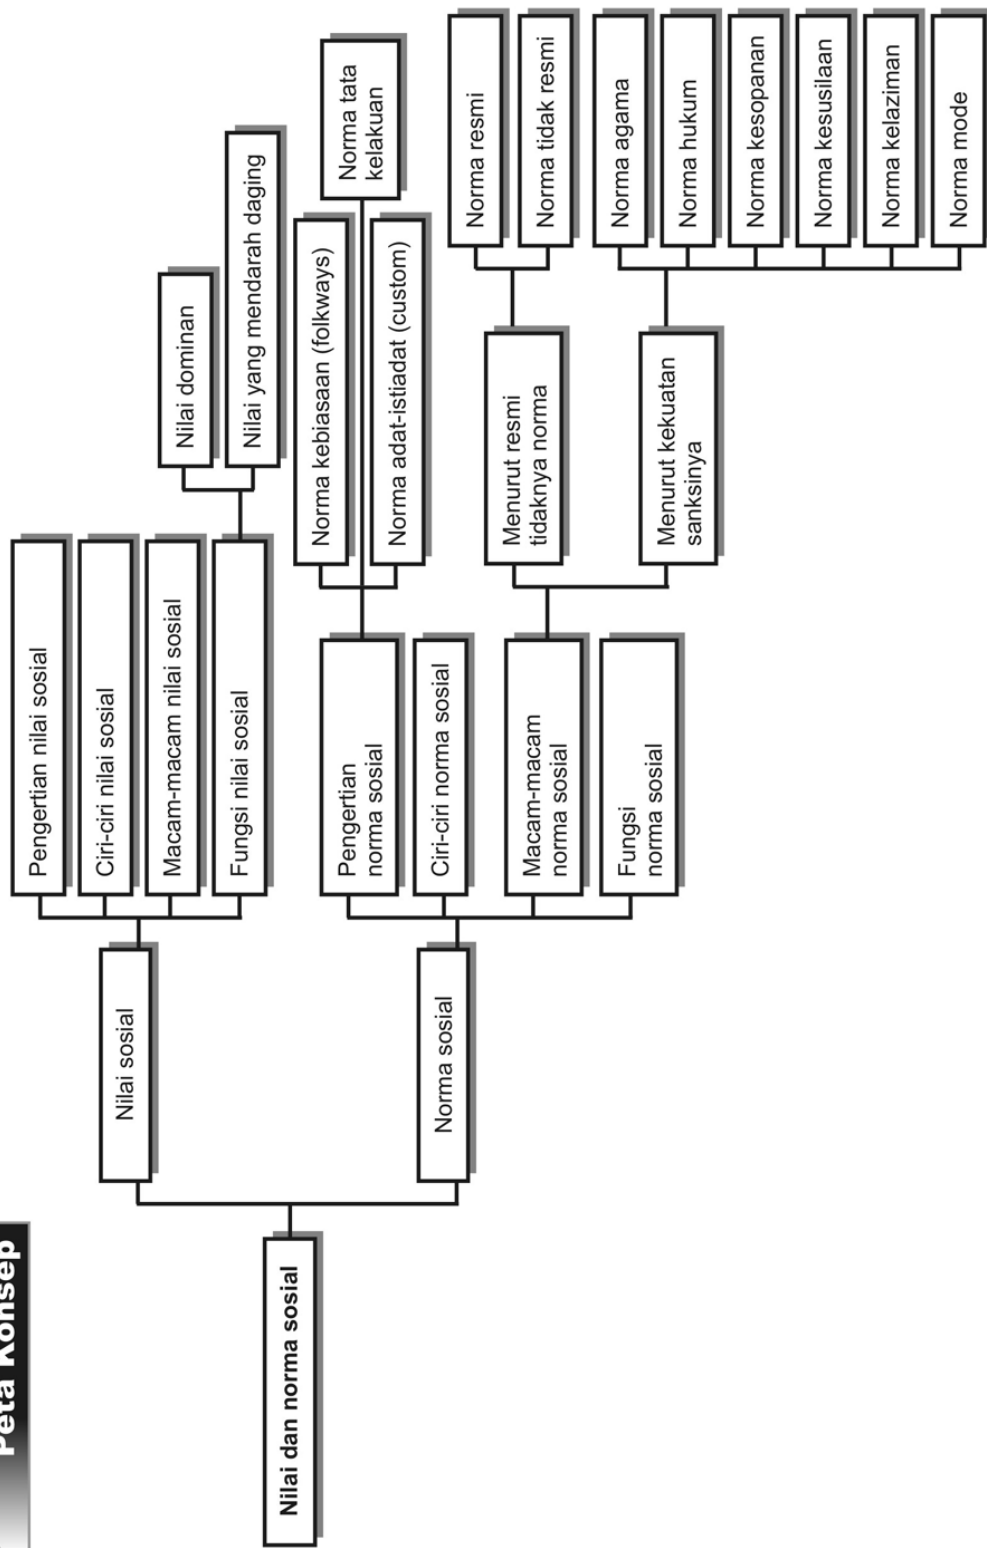 Peta Konsep
Nilai dan norma sosial
Nilai sosial
Pengertian nilai sosial
Ciri-ciri nilai sosial
Macam-macam nilai sosial
Fungsi nilai sosial
Nilai dominan
Nilai yang mendarah daging
Norma sosial
Pengertian
norma sosial
Norma kebiasaan (folkways)
Norma tata
kelakuan
Norma adat-istiadat (custom)
Ciri-ciri norma sosial
Macam-macam
norma sosial
Menurut resmi
tidaknya norma
Norma resmi
Norma tidak resmi
Menurut kekuatan
sanksinya
Norma agama
Norma hukum
Norma kesopanan
Norma kesusilaan
Norma kelaziman
Norma mode
Fungsi
norma sosial